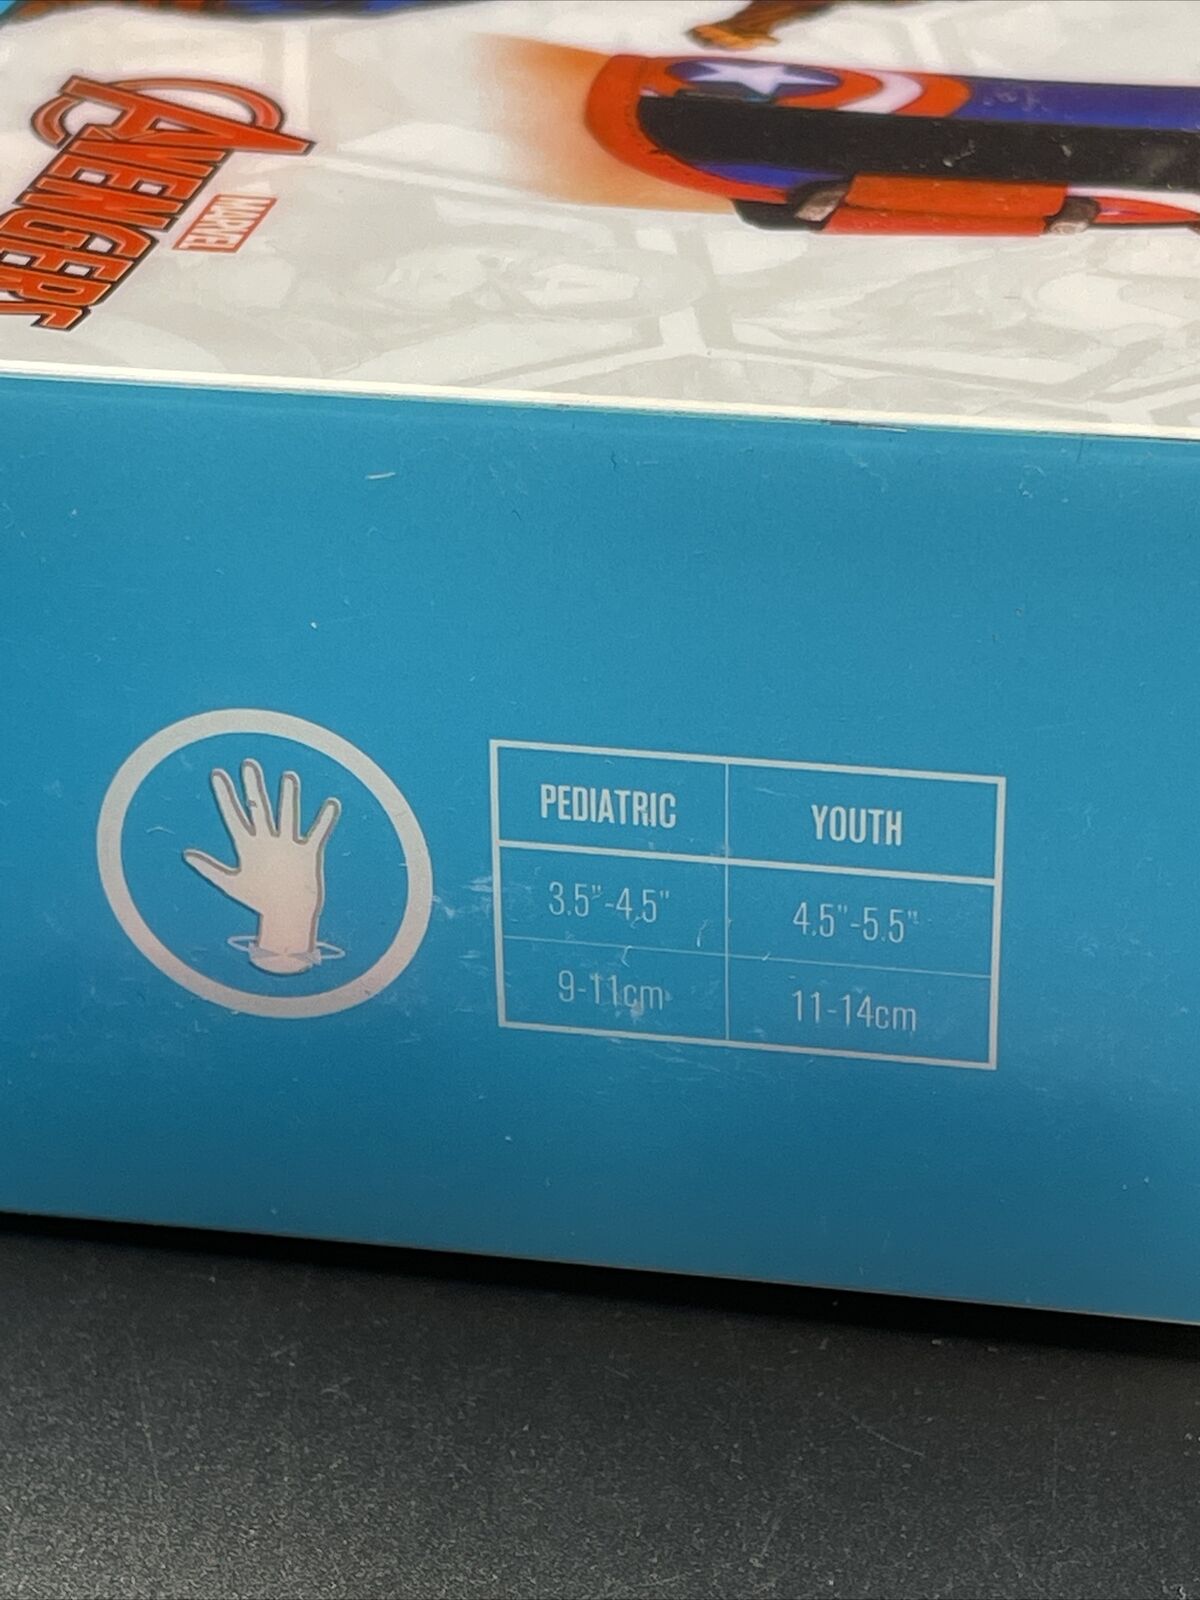 AVENGERS
MARVEL
PEDIATRIC YOUTH
3.5"-4.5" 4.5"-5.5"
9-11cm 11-14cm